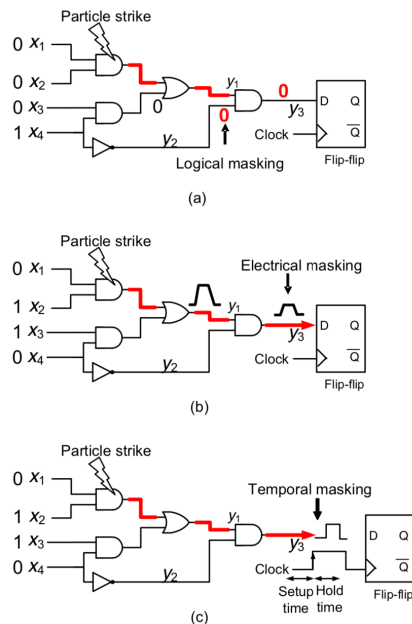 Particle strike
0 x1
0 x2
0 x3
1 x4
0
y1
0
0
y3
y2
Logical masking
Clock
D Q
Q
Flip-flip
(a)
Particle strike
0 x1
1 x2
1 x3
0 x4
Electrical masking
y1
y3
y2
Clock
D Q
Q
Flip-flip
(b)
Particle strike
0 x1
1 x2
1 x3
0 x4
Temporal masking
y1
y3
y2
Clock
Setup time
Hold time
D Q
Q
Flip-flip
(c)